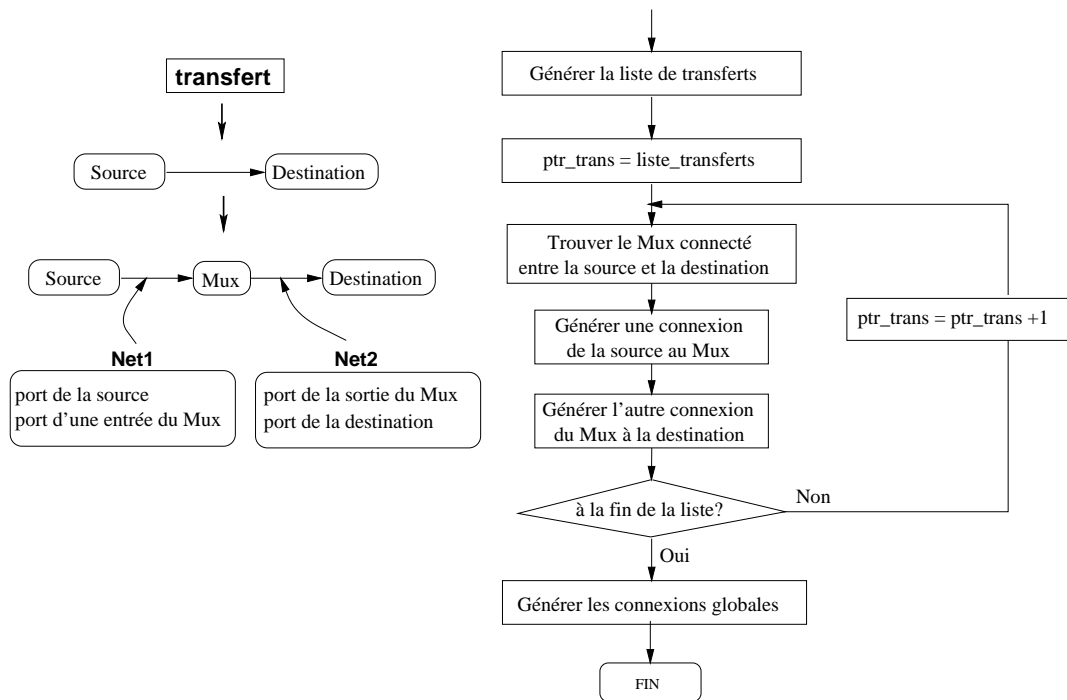 transfert
Source
Destination
Source
Mux
Destination
Net1
port de la source
port d'une entrée du Mux
Net2
port de la sortie du Mux
port de la destination
Générer la liste de transferts
ptr_trans = liste_transferts
Trouver le Mux connecté
entre la source et la destination
Générer une connexion
de la source au Mux
Générer l'autre connexion
du Mux à la destination
à la fin de la liste?
Non
ptr_trans = ptr_trans +1
Oui
Générer les connexions globales
FIN